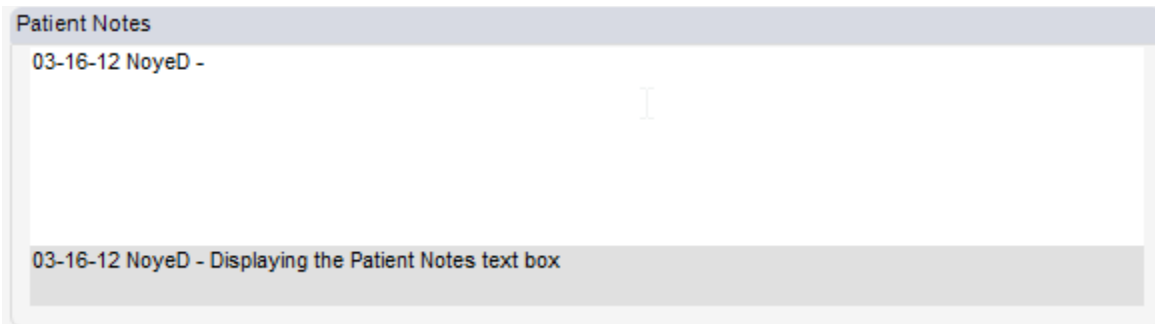 Patient Notes
03-16-12 NoyeD -
03-16-12 NoyeD - Displaying the Patient Notes text box